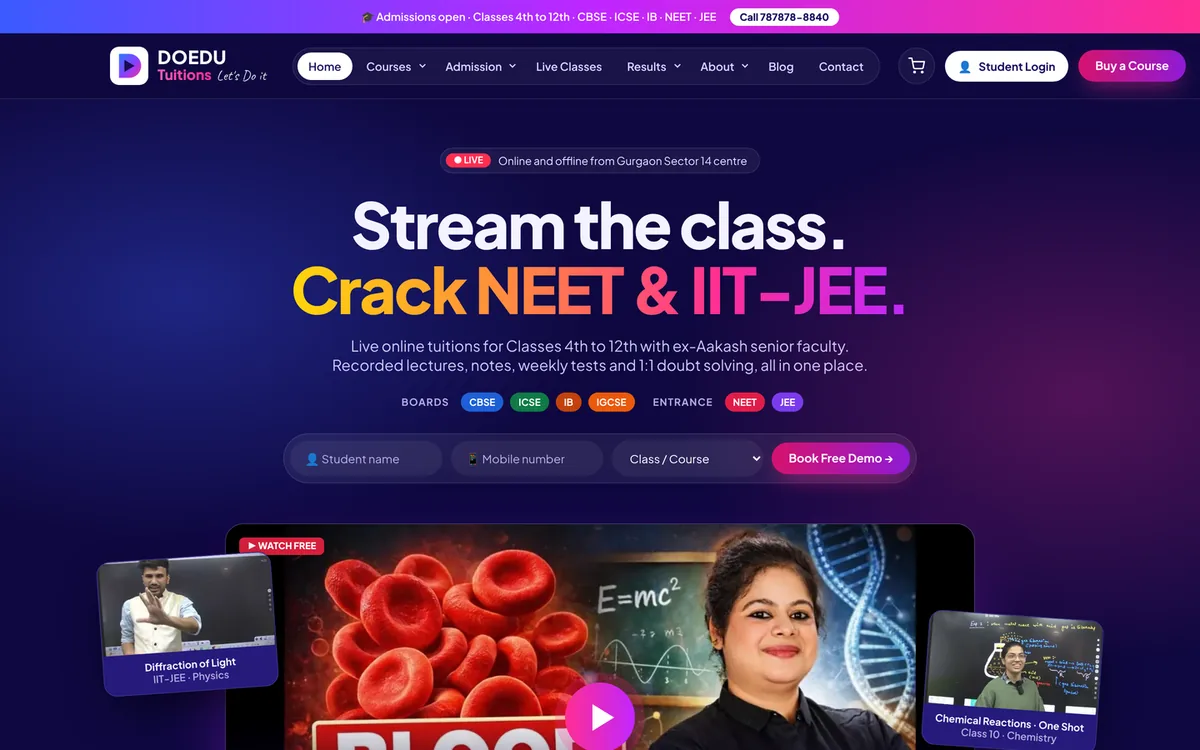 🎓 Admissions open · Classes 4th to 12th · CBSE · ICSE · IB · NEET · JEE Call 787878-8840
DOEDU
Tuitions Let's Do it
Home Courses Admission Live Classes Results About Blog Contact
👤 Student Login
Buy a Course
LIVE Online and offline from Gurgaon Sector 14 centre
Stream the class.
Crack NEET & IIT-JEE.
Live online tuitions for Classes 4th to 12th with ex-Aakash senior faculty.
Recorded lectures, notes, weekly tests and 1:1 doubt solving, all in one place.
BOARDS CBSE ICSE IB IGCSE ENTRANCE NEET JEE
👤 Student name 📱 Mobile number Class / Course Book Free Demo →
▶ WATCH FREE
E=mc²
Diffraction of Light
IIT-JEE · Physics
Chemical Reactions · One Shot
Class 10 · Chemistry
BLOOD